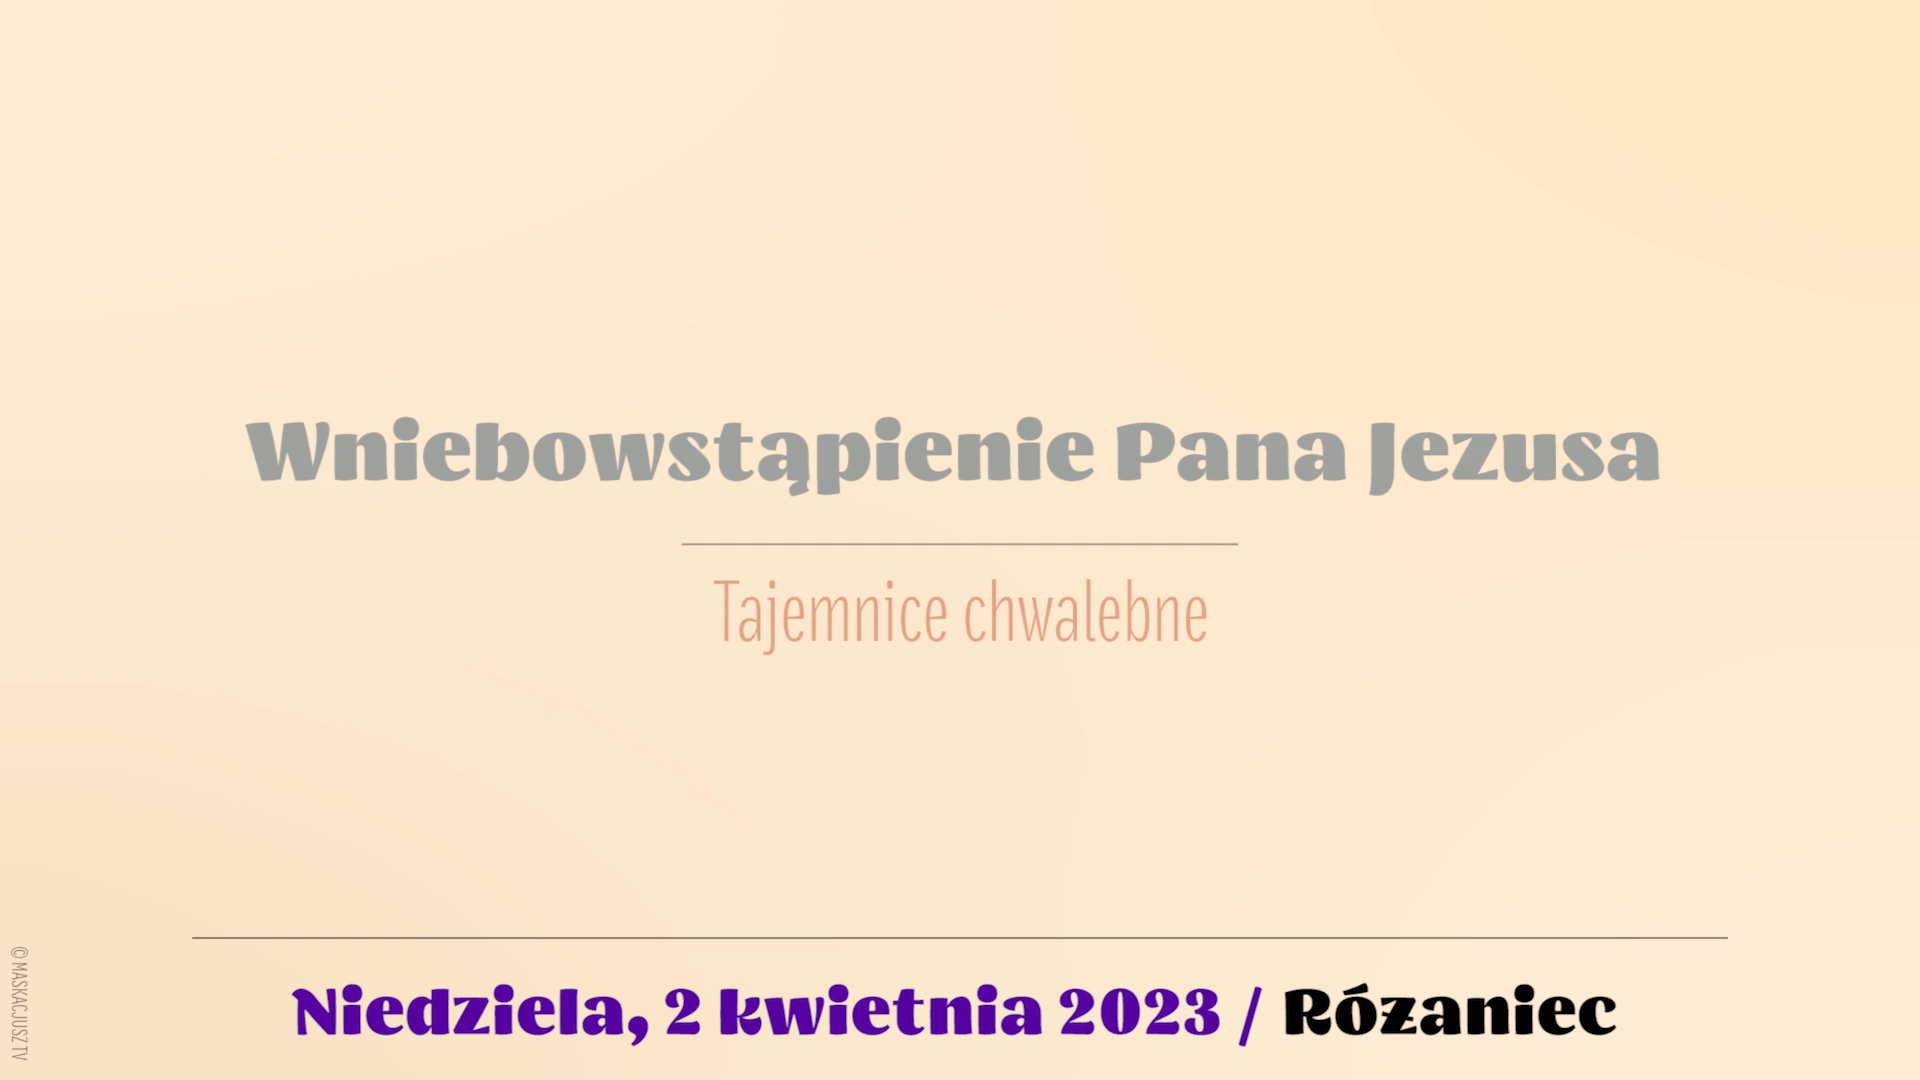 Wniebowstąpienie Pana Jezusa
Tajemnice chwalebne
Niedziela, 2 kwietnia 2023 / Różaniec
© MASKACJUSZ TV